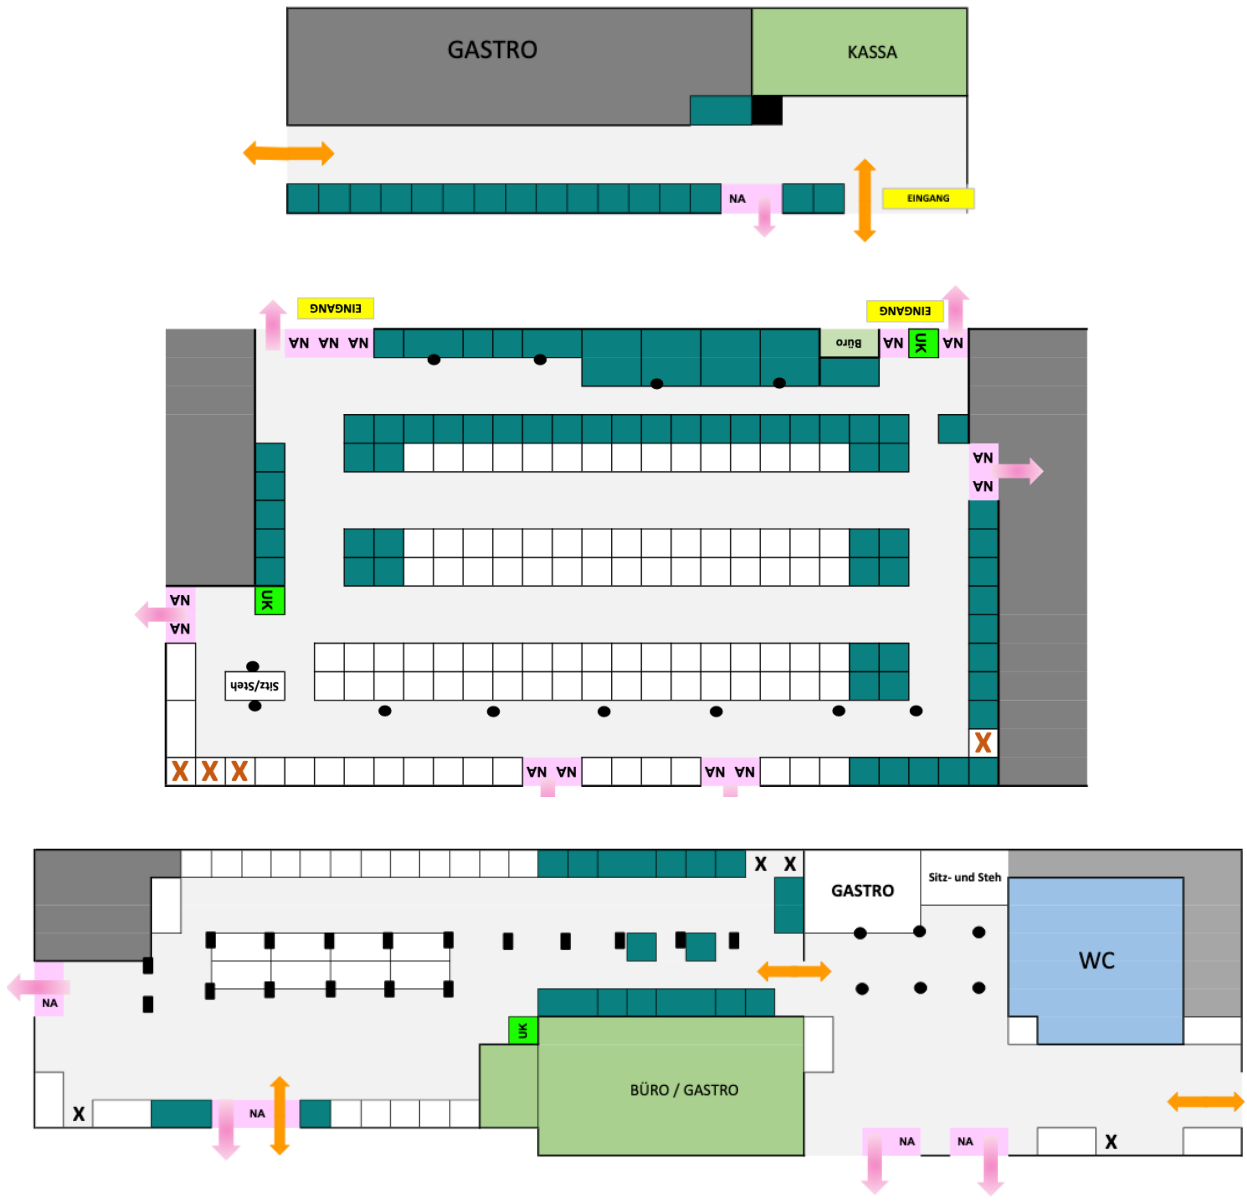 GASTRO
KASSA
NA
EINGANG
EINGANG
EINGANG
NA NA NA
Büro
NA
UK
NA
NA
NA
NA
UK
NA
Sitz/Steh
X
X X X
NA NA
NA NA
X X
GASTRO
Sitz- und Steh
WC
NA
UK
BÜRO / GASTRO
X
NA
NA
NA
X